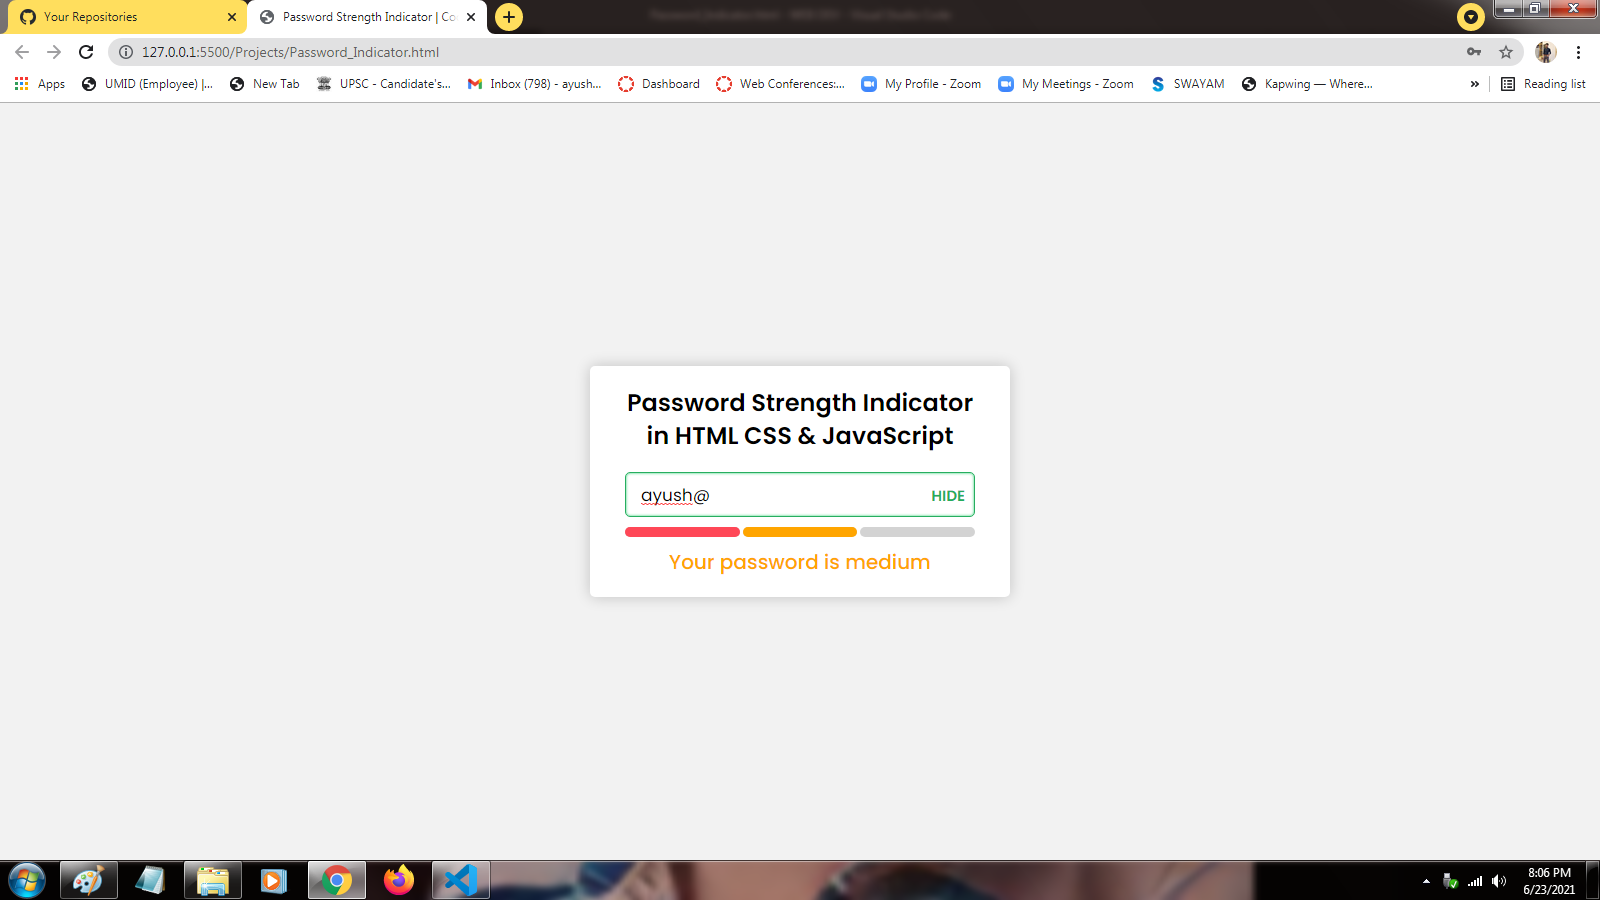 Your Repositories
Password Strength Indicator | Co
127.0.0.1:5500/Projects/Password_Indicator.html
Apps
UMID (Employee) |...
New Tab
UPSC - Candidate's...
Inbox (798) - ayush...
Dashboard
Web Conferences:...
My Profile - Zoom
My Meetings - Zoom
SWAYAM
Kapwing — Where...
»
Reading list
Password Strength Indicator
in HTML CSS & JavaScript
ayush@ HIDE
Your password is medium
8:06 PM
6/23/2021